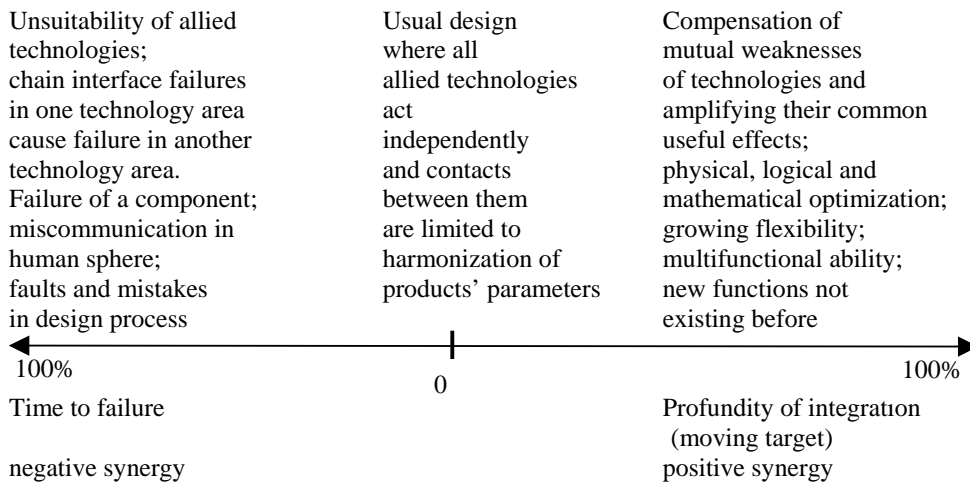 Unsuitability of allied
technologies;
chain interface failures
in one technology area
cause failure in another
technology area.
Failure of a component;
miscommunication in
human sphere;
faults and mistakes
in design process
Usual design
where all
allied technologies
act
independently
and contacts
between them
are limited to
harmonization of
products’ parameters
Compensation of
mutual weaknesses
of technologies and
amplifying their common
useful effects;
physical, logical and
mathematical optimization;
growing flexibility;
multifunctional ability;
new functions not
existing before
100%
0
100%
Time to failure
negative synergy
Profundity of integration
(moving target)
positive synergy